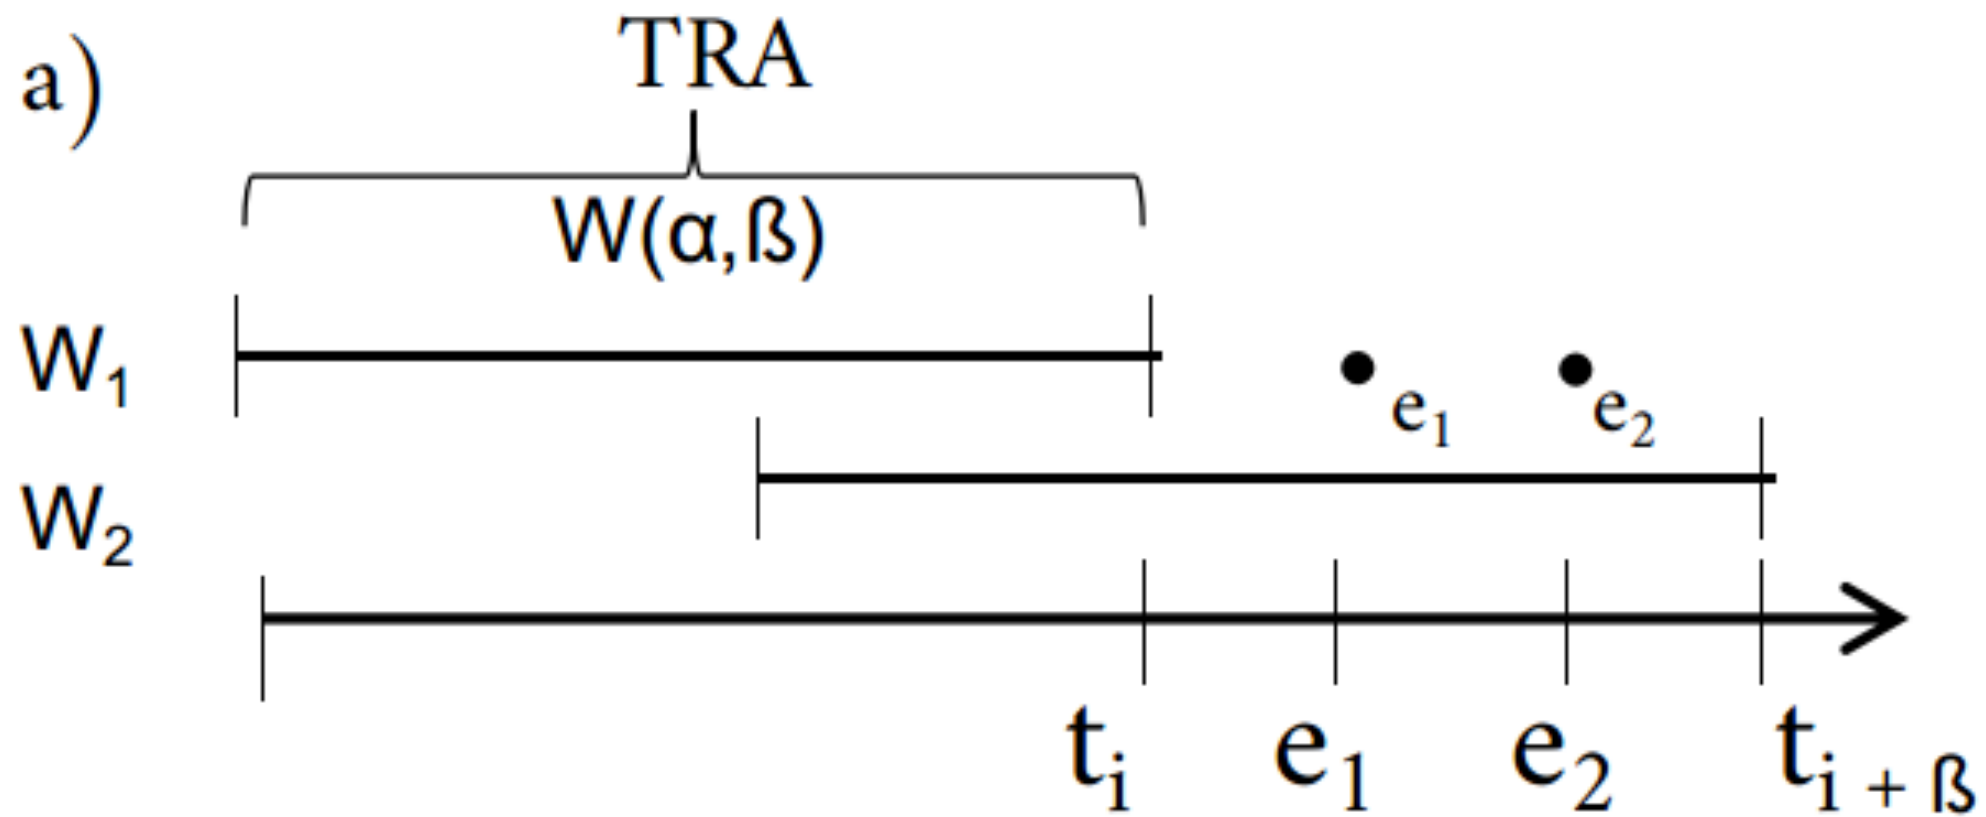 a)
TRA
W(α,ß)
W₁
e₁ e₂
W₂
tᵢ e₁ e₂ tᵢ₊ß